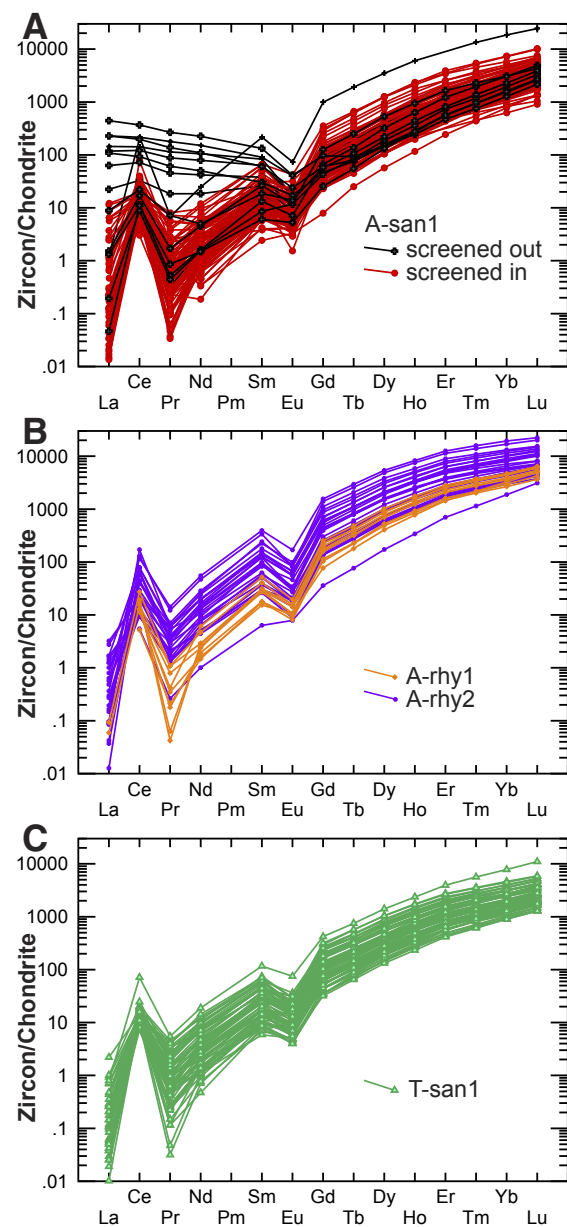 A
10000
1000
100
10
1
.1
.01
Zircon/Chondrite
A-san1
screened out
screened in
Ce Nd Sm Gd Dy Er Yb
La Pr Pm Eu Tb Ho Tm Lu
B
10000
1000
100
10
1
.1
.01
Zircon/Chondrite
A-rhy1
A-rhy2
Ce Nd Sm Gd Dy Er Yb
La Pr Pm Eu Tb Ho Tm Lu
C
10000
1000
100
10
1
.1
.01
Zircon/Chondrite
T-san1
Ce Nd Sm Gd Dy Er Yb
La Pr Pm Eu Tb Ho Tm Lu